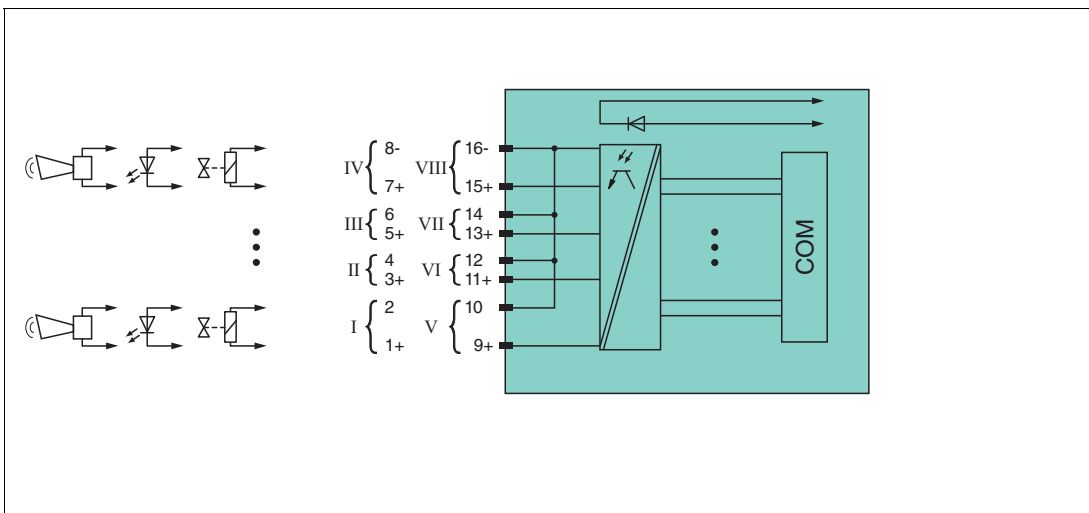 IV 8- VIII 16-
7+ 15+
III 6 VII 14
5+ 13+
II 4 VI 12
3+ 11+
I 2 V 10
1+ 9+
COM